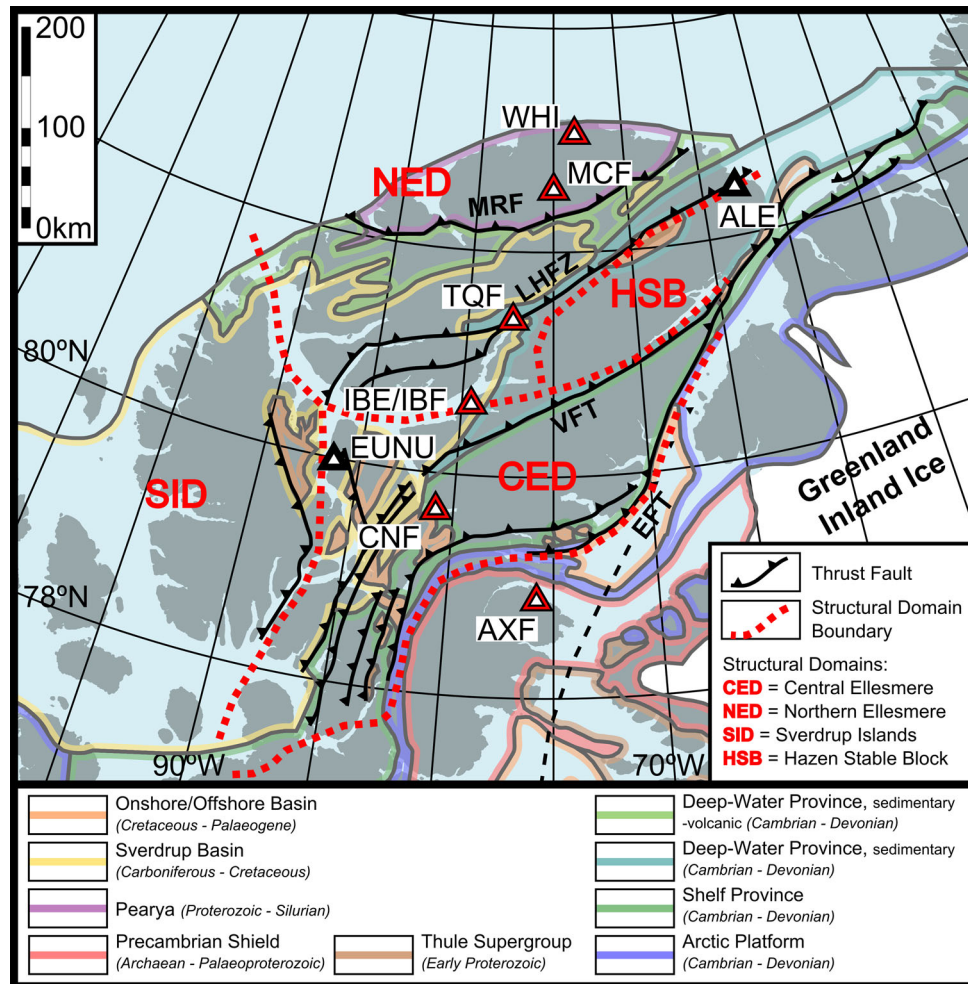 200
100
0km
WHI
NED
MCF
MRF
ALE
LHFZ
TQF
HSB
80ºN
IBE/IBF
VFT
EUNU
SID
CED
CNF
Greenland
Inland Ice
EFT
78ºN
AXF
90ºW
70ºW
Thrust Fault
Structural Domain
Boundary
Structural Domains:
CED = Central Ellesmere
NED = Northern Ellesmere
SID = Sverdrup Islands
HSB = Hazen Stable Block
Onshore/Offshore Basin
(Cretaceous - Palaeogene)
Sverdrup Basin
(Carboniferous - Cretaceous)
Pearya (Proterozoic - Silurian)
Precambrian Shield
(Archaean - Palaeoproterozoic)
Thule Supergroup
(Early Proterozoic)
Deep-Water Province, sedimentary
-volcanic (Cambrian - Devonian)
Deep-Water Province, sedimentary
(Cambrian - Devonian)
Shelf Province
(Cambrian - Devonian)
Arctic Platform
(Cambrian - Devonian)